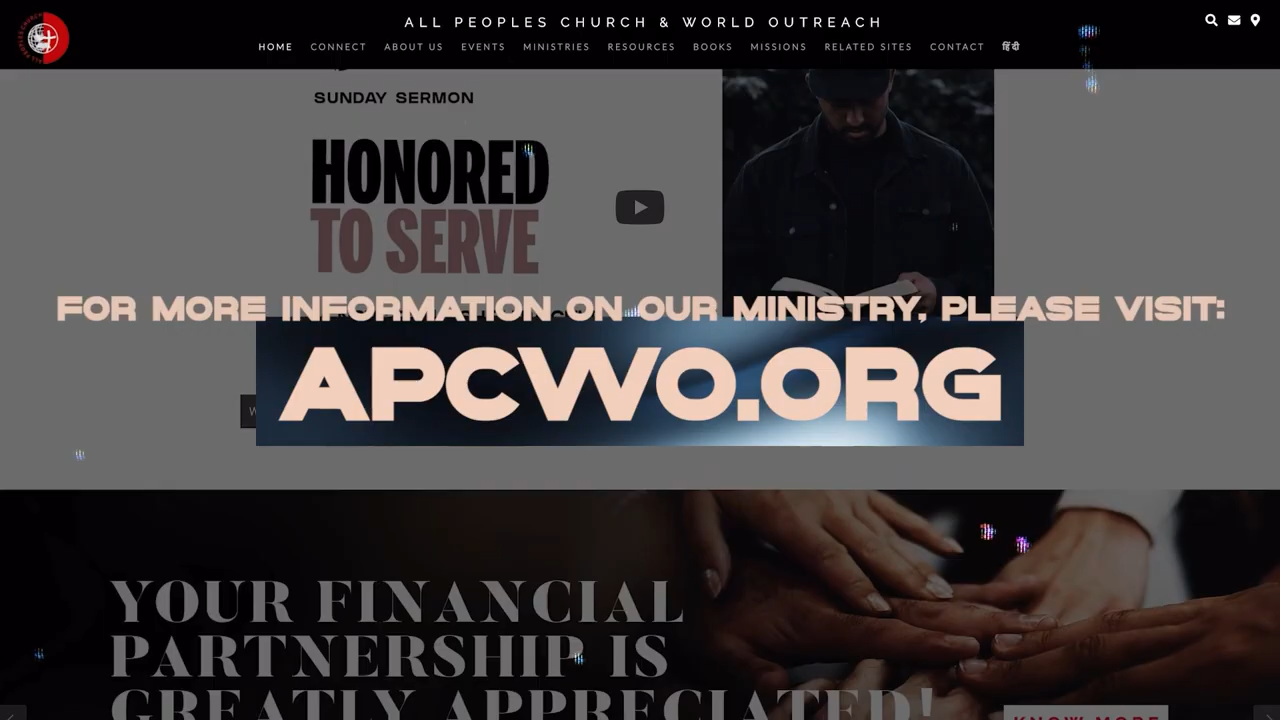 ALL PEOPLES CHURCH & WORLD OUTREACH
HOME CONNECT ABOUT US EVENTS MINISTRIES RESOURCES BOOKS MISSIONS RELATED SITES CONTACT हिंदी
SUNDAY SERMON
HONORED
TO SERVE
FOR MORE INFORMATION ON OUR MINISTRY, PLEASE VISIT:
APCWO.ORG
YOUR FINANCIAL
PARTNERSHIP IS
GREATLY APPRECIATED!
KNOW MORE